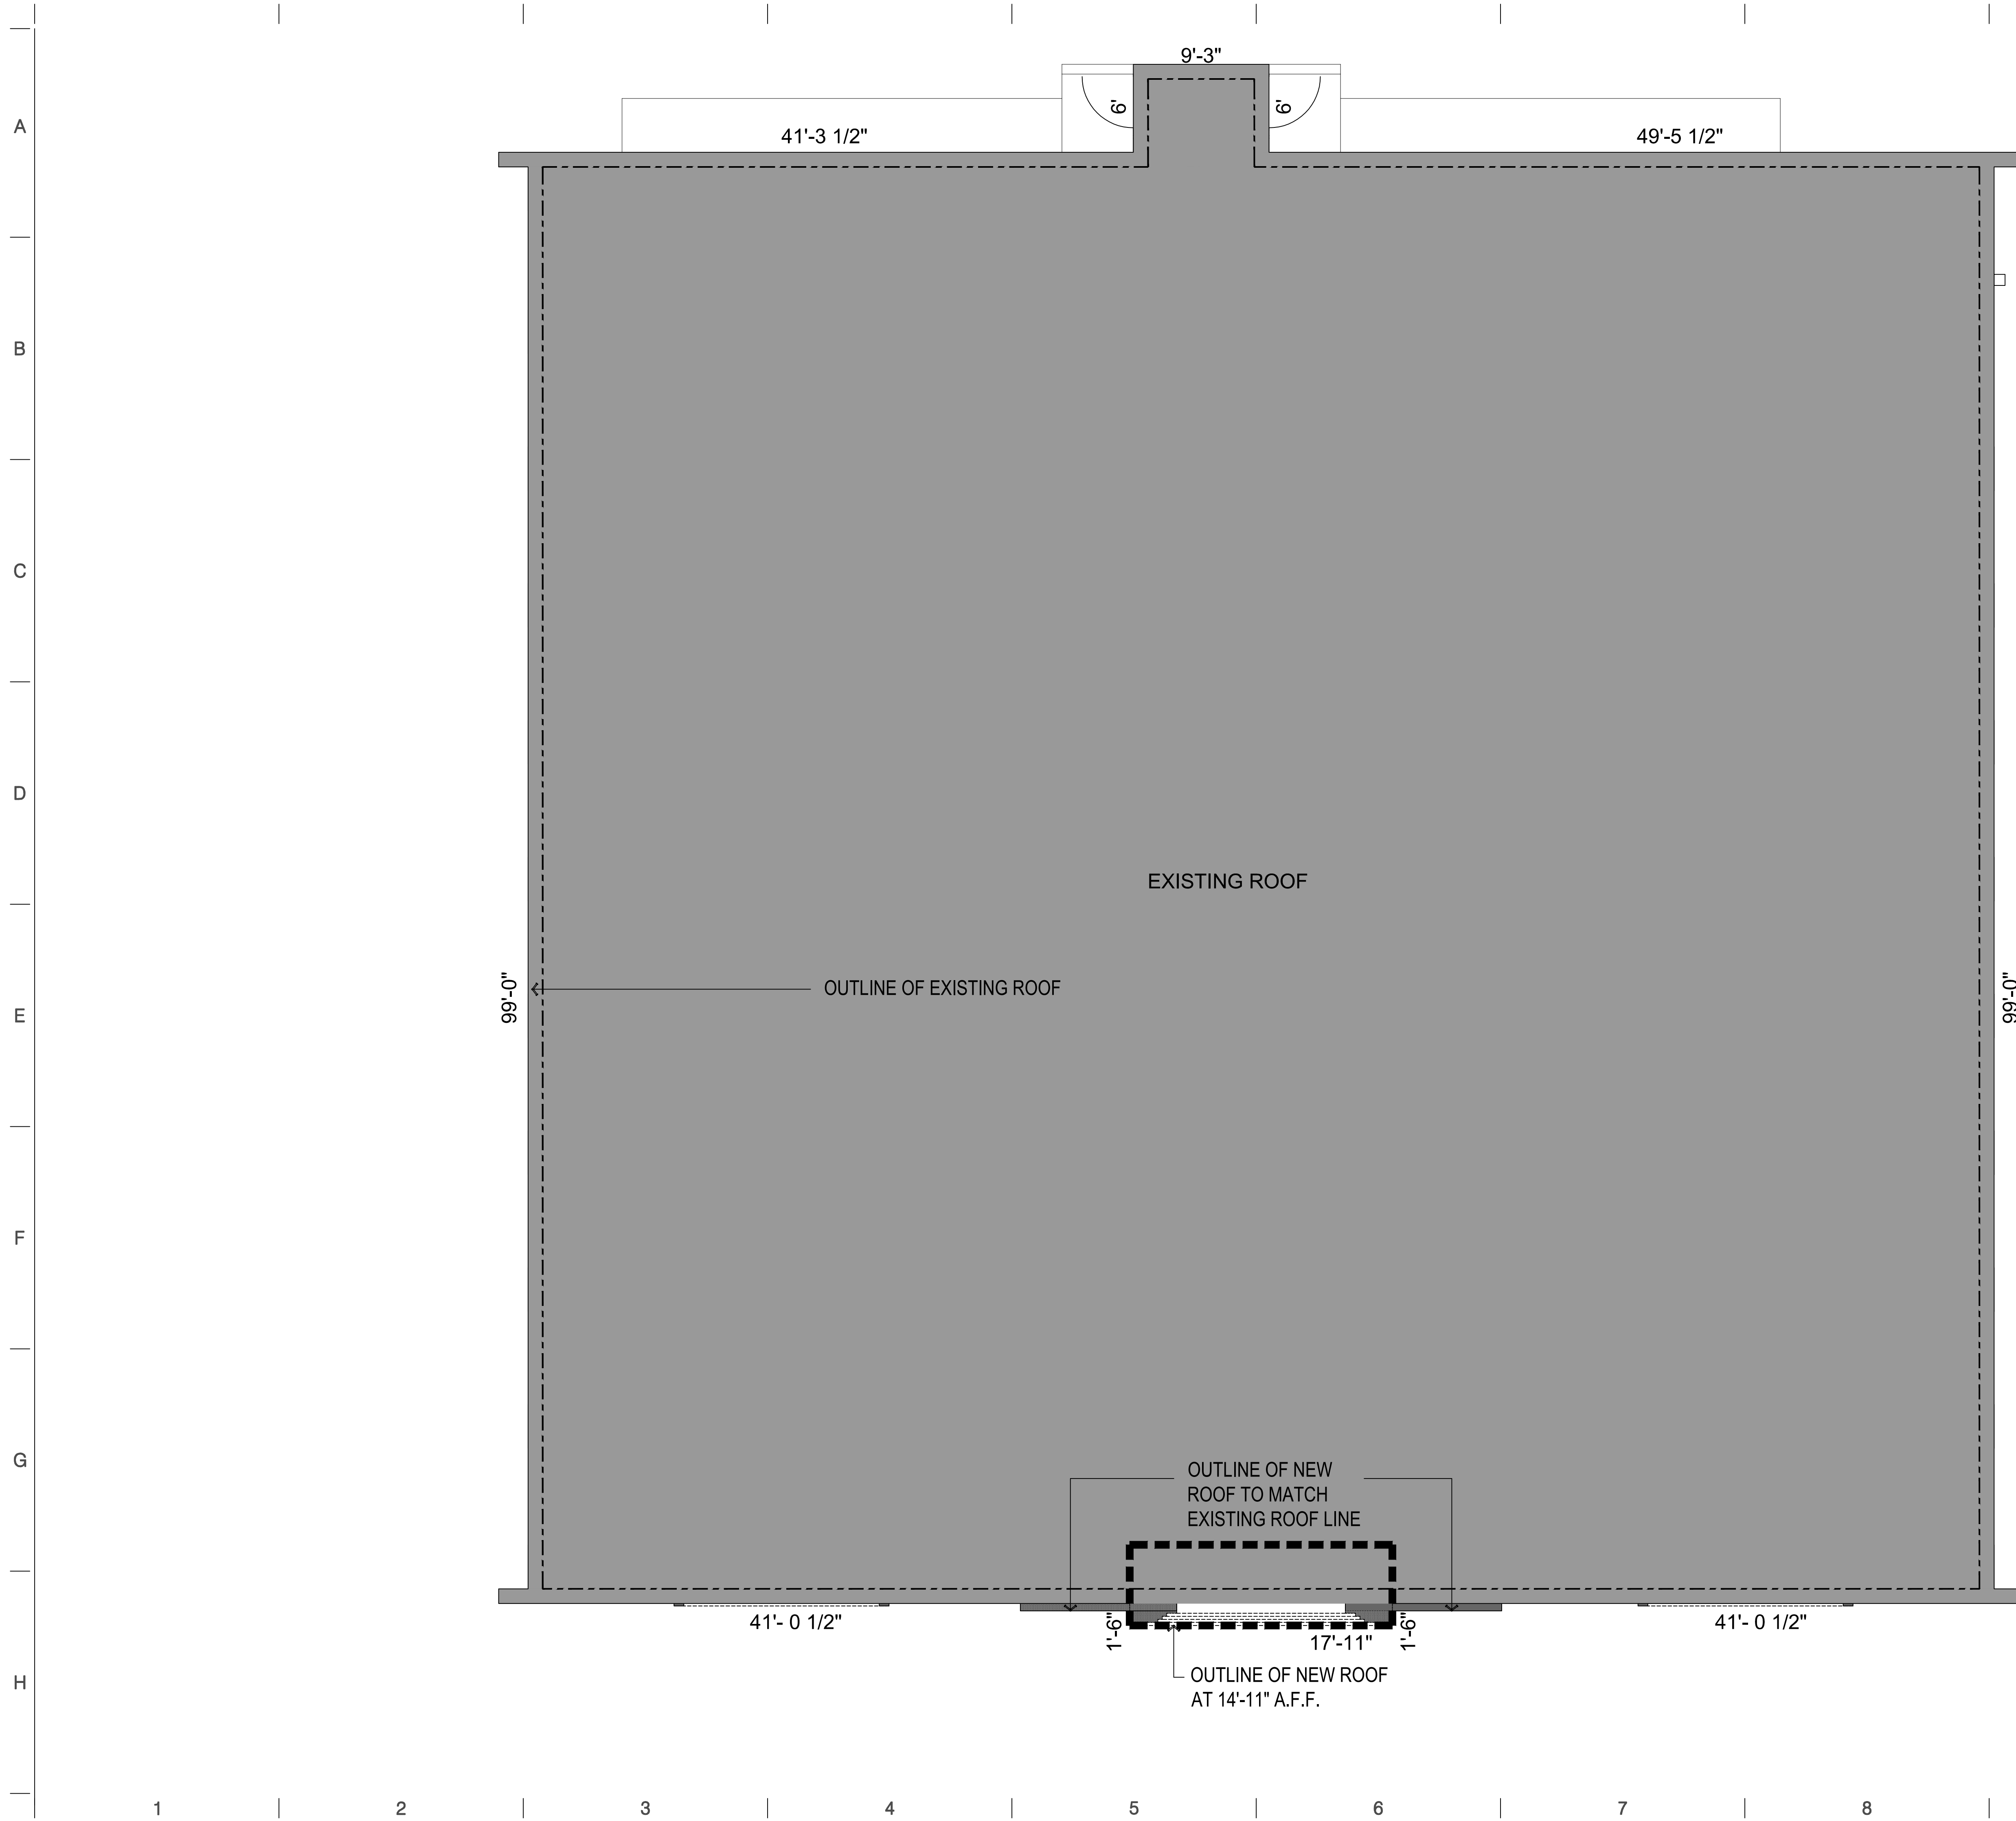 9'-3"
A
6'
6'
41'-3 1/2"
49'-5 1/2"
B
C
D
EXISTING ROOF
99'-0"
OUTLINE OF EXISTING ROOF
99'-0"
E
F
G
OUTLINE OF NEW
ROOF TO MATCH
EXISTING ROOF LINE
41'- 0 1/2"
1'-6"
17'-11"
1'-6"
41'- 0 1/2"
H
OUTLINE OF NEW ROOF
AT 14'-11" A.F.F.
1 2 3 4 5 6 7 8